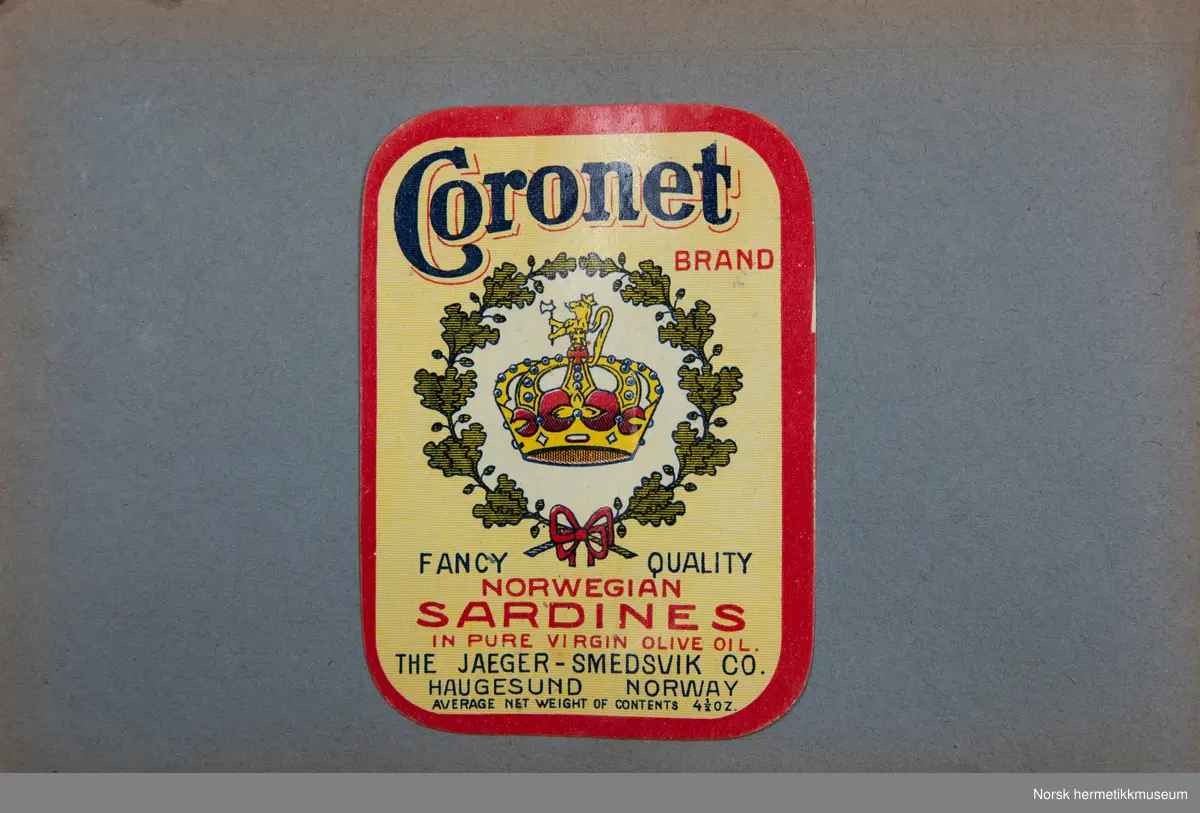 Coronet
BRAND
FANCY QUALITY
NORWEGIAN
SARDINES
IN PURE VIRGIN OLIVE OIL.
THE JAEGER-SMEDSVIK CO.
HAUGESUND NORWAY
AVERAGE NET WEIGHT OF CONTENTS 4½OZ.
Norsk hermetikkmuseum